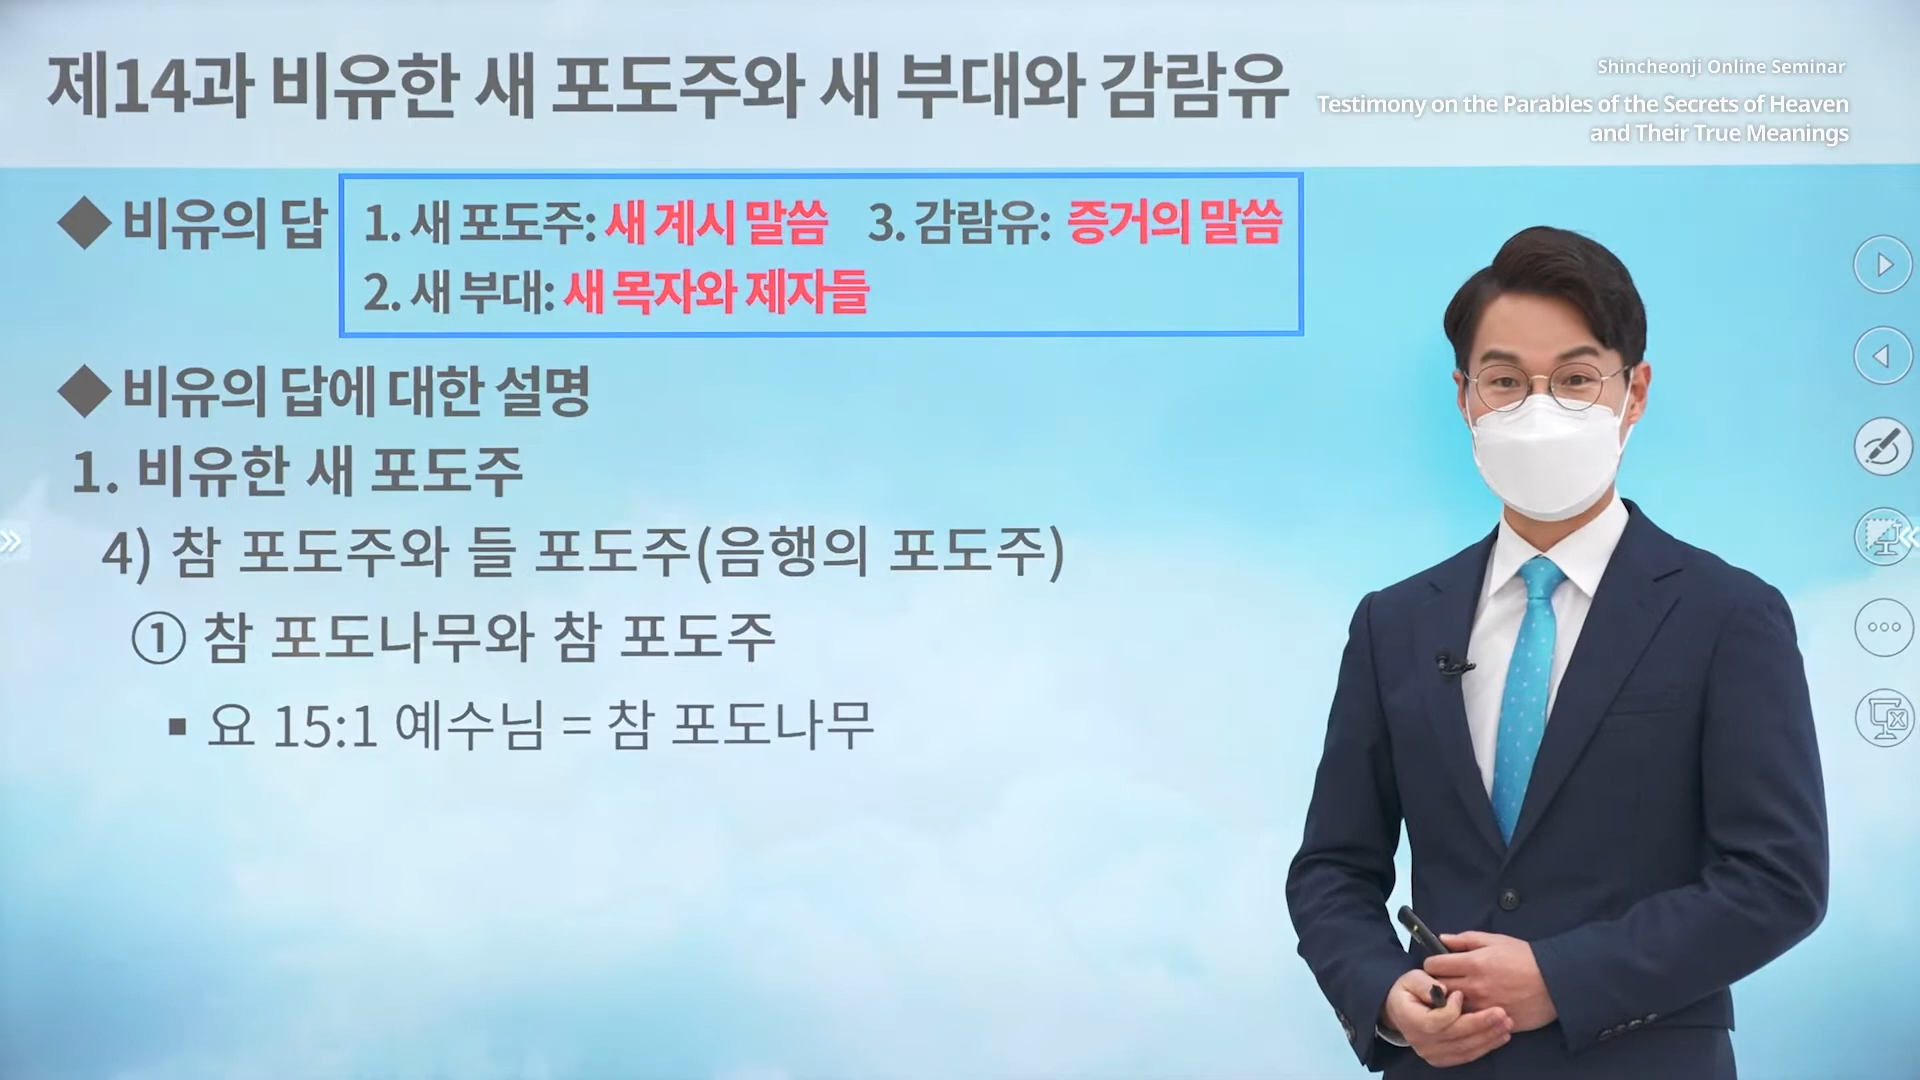 제14과 비유한 새 포도주와 새 부대와 감람유
Shincheonji Online Seminar
Testimony on the Parables of the Secrets of Heaven
and Their True Meanings
◆ 비유의 답
1. 새 포도주: 새 계시 말씀 3. 감람유: 증거의 말씀
2. 새 부대: 새 목자와 제자들
◆ 비유의 답에 대한 설명
1. 비유한 새 포도주
4) 참 포도주와 들 포도주(음행의 포도주)
① 참 포도나무와 참 포도주
▪ 요 15:1 예수님 = 참 포도나무